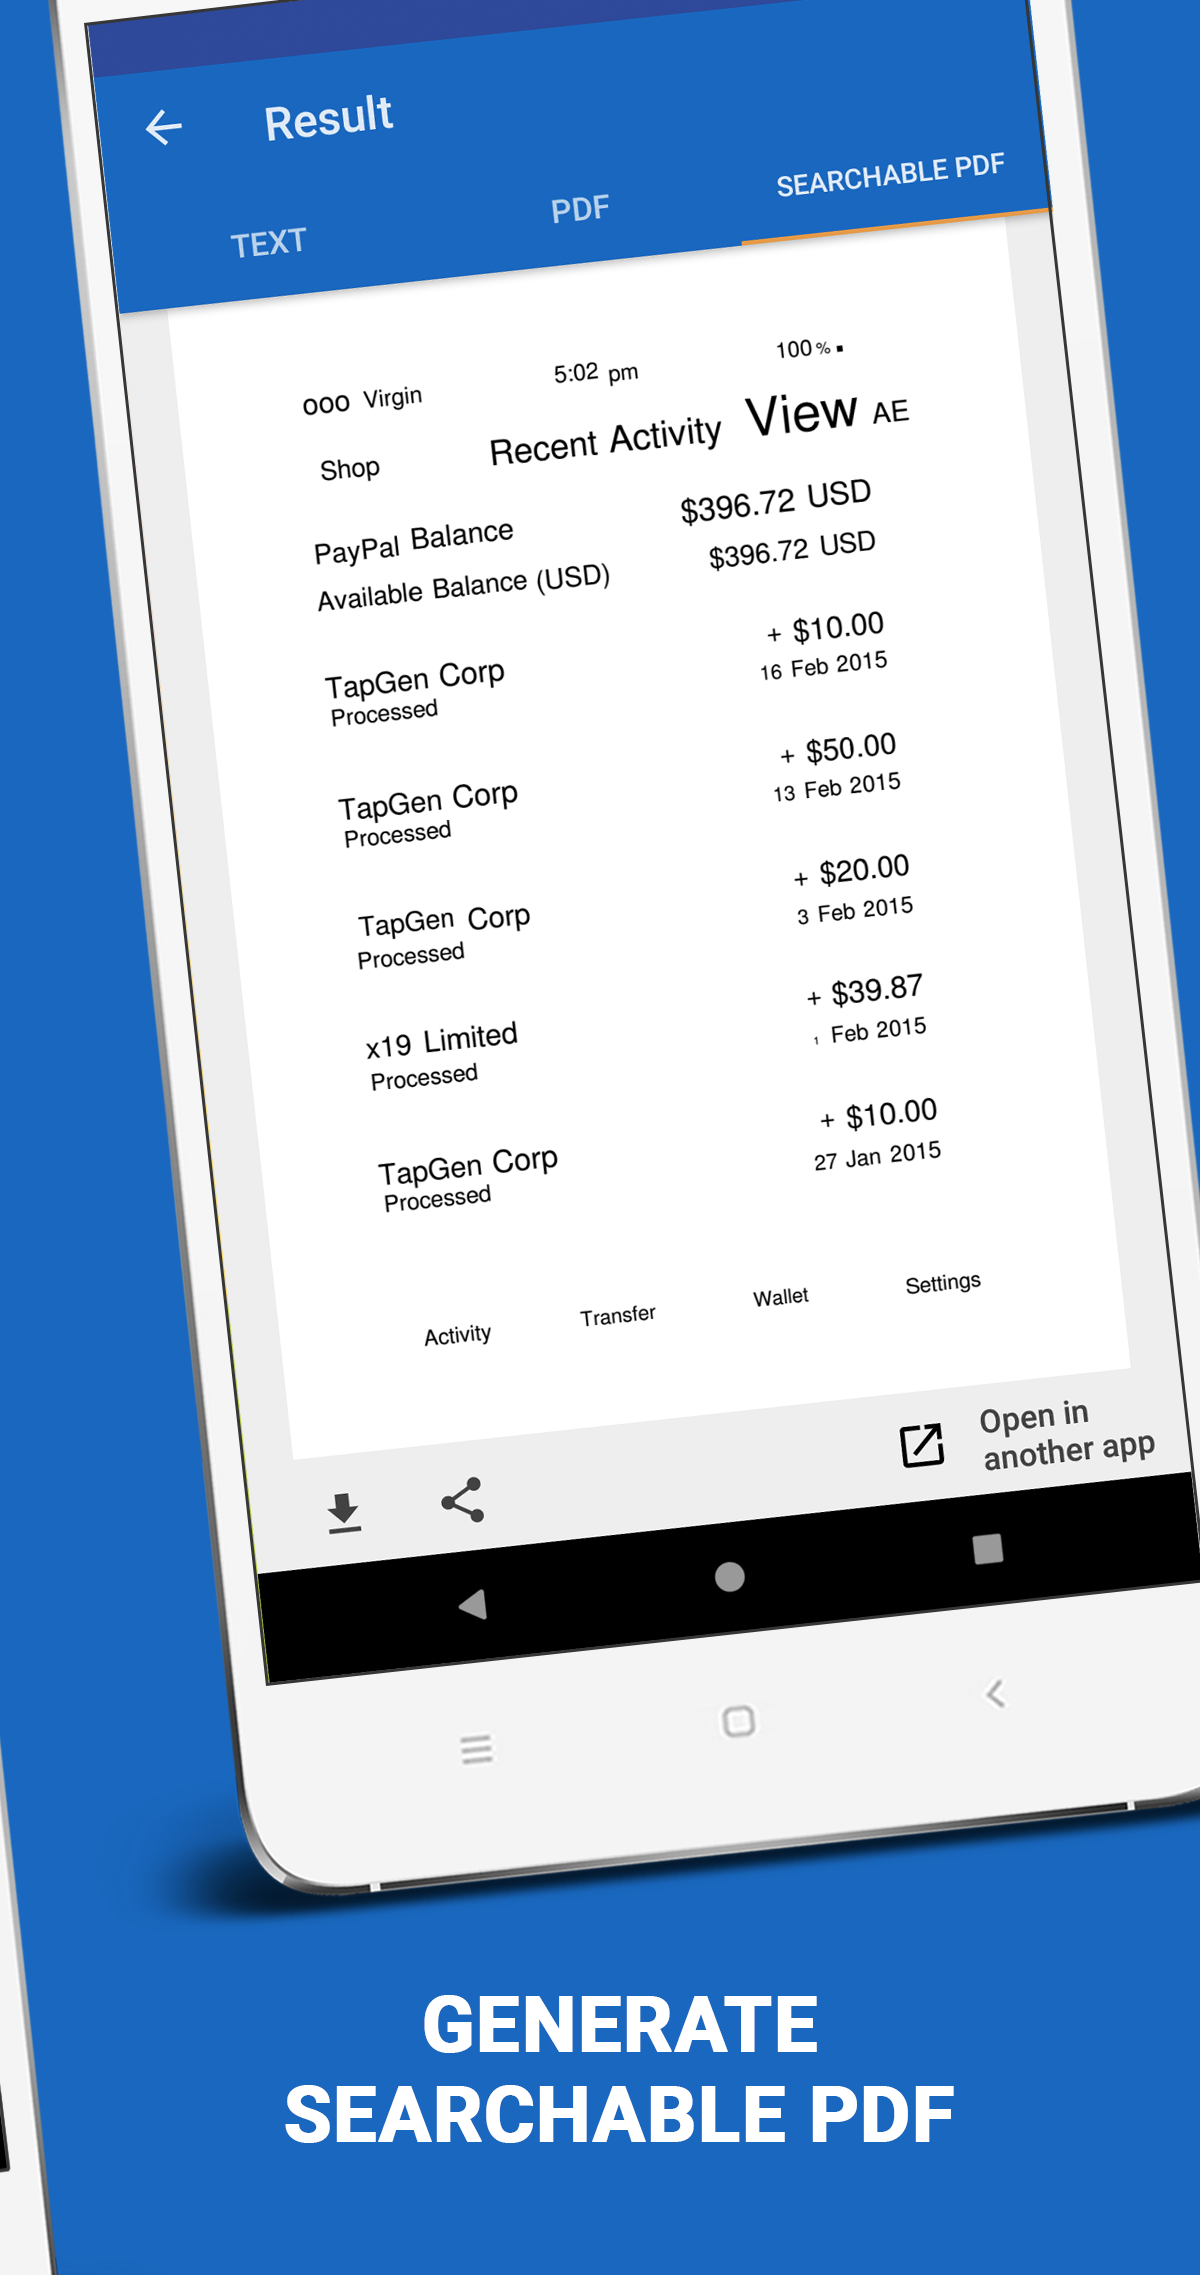 Result
TEXT PDF SEARCHABLE PDF
ooo Virgin 5:02 pm 100 %
Shop Recent Activity View AE
PayPal Balance $396.72 USD
Available Balance (USD) $396.72 USD
TapGen Corp + $10.00
Processed 16 Feb 2015
TapGen Corp + $50.00
Processed 13 Feb 2015
TapGen Corp + $20.00
Processed 3 Feb 2015
x19 Limited + $39.87
Processed 1 Feb 2015
TapGen Corp + $10.00
Processed 27 Jan 2015
Activity Transfer Wallet Settings
Open in
another app
GENERATE
SEARCHABLE PDF